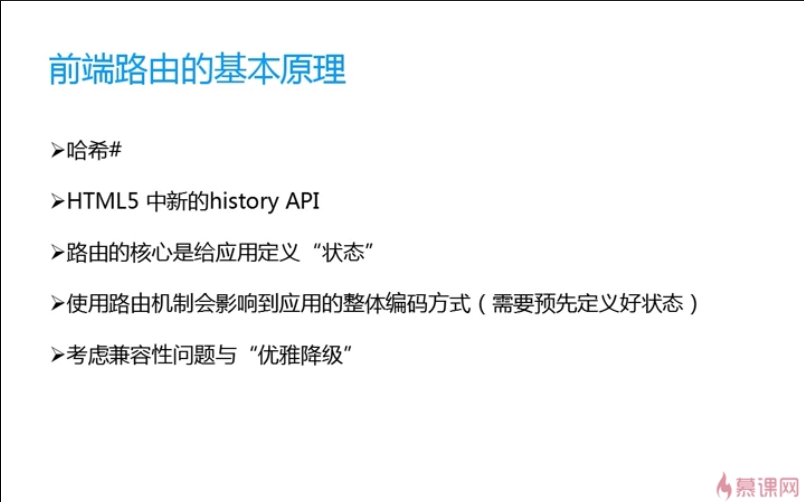 前端路由的基本原理
➢哈希#
➢HTML5 中新的history API
➢路由的核心是给应用定义“状态”
➢使用路由机制会影响到应用的整体编码方式（需要预先定义好状态）
➢考虑兼容性问题与“优雅降级”
慕课网